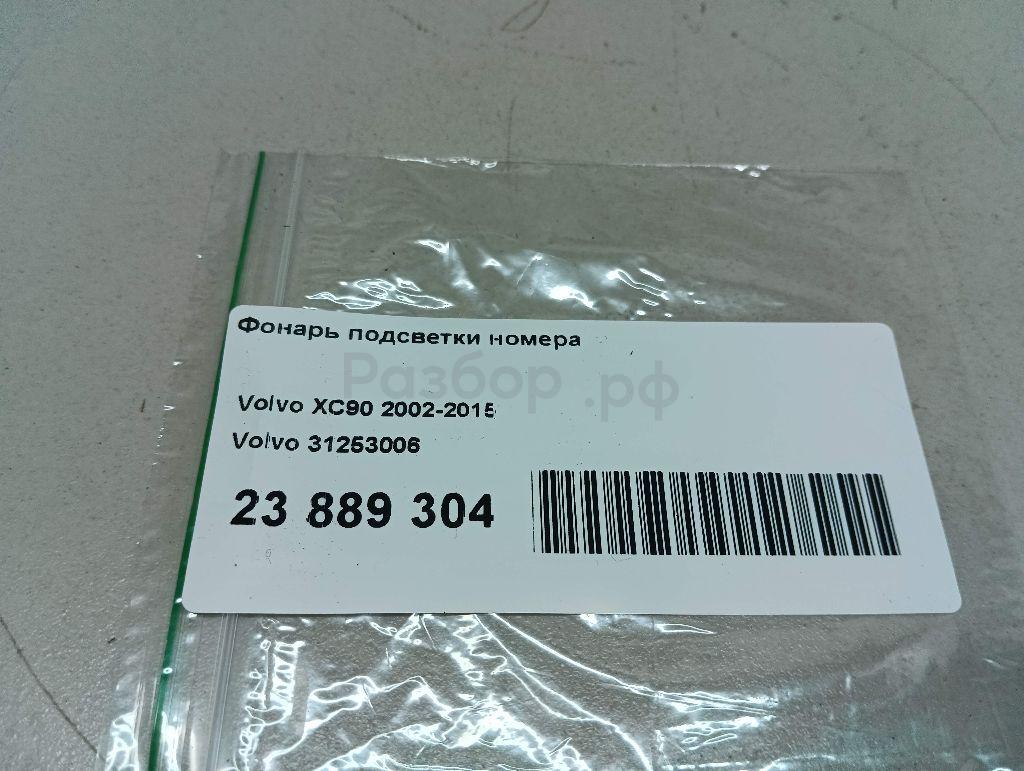 Фонарь подсветки номера
Разбор.рф
Volvo XC90 2002-2015
Volvo 31253006
23 889 304